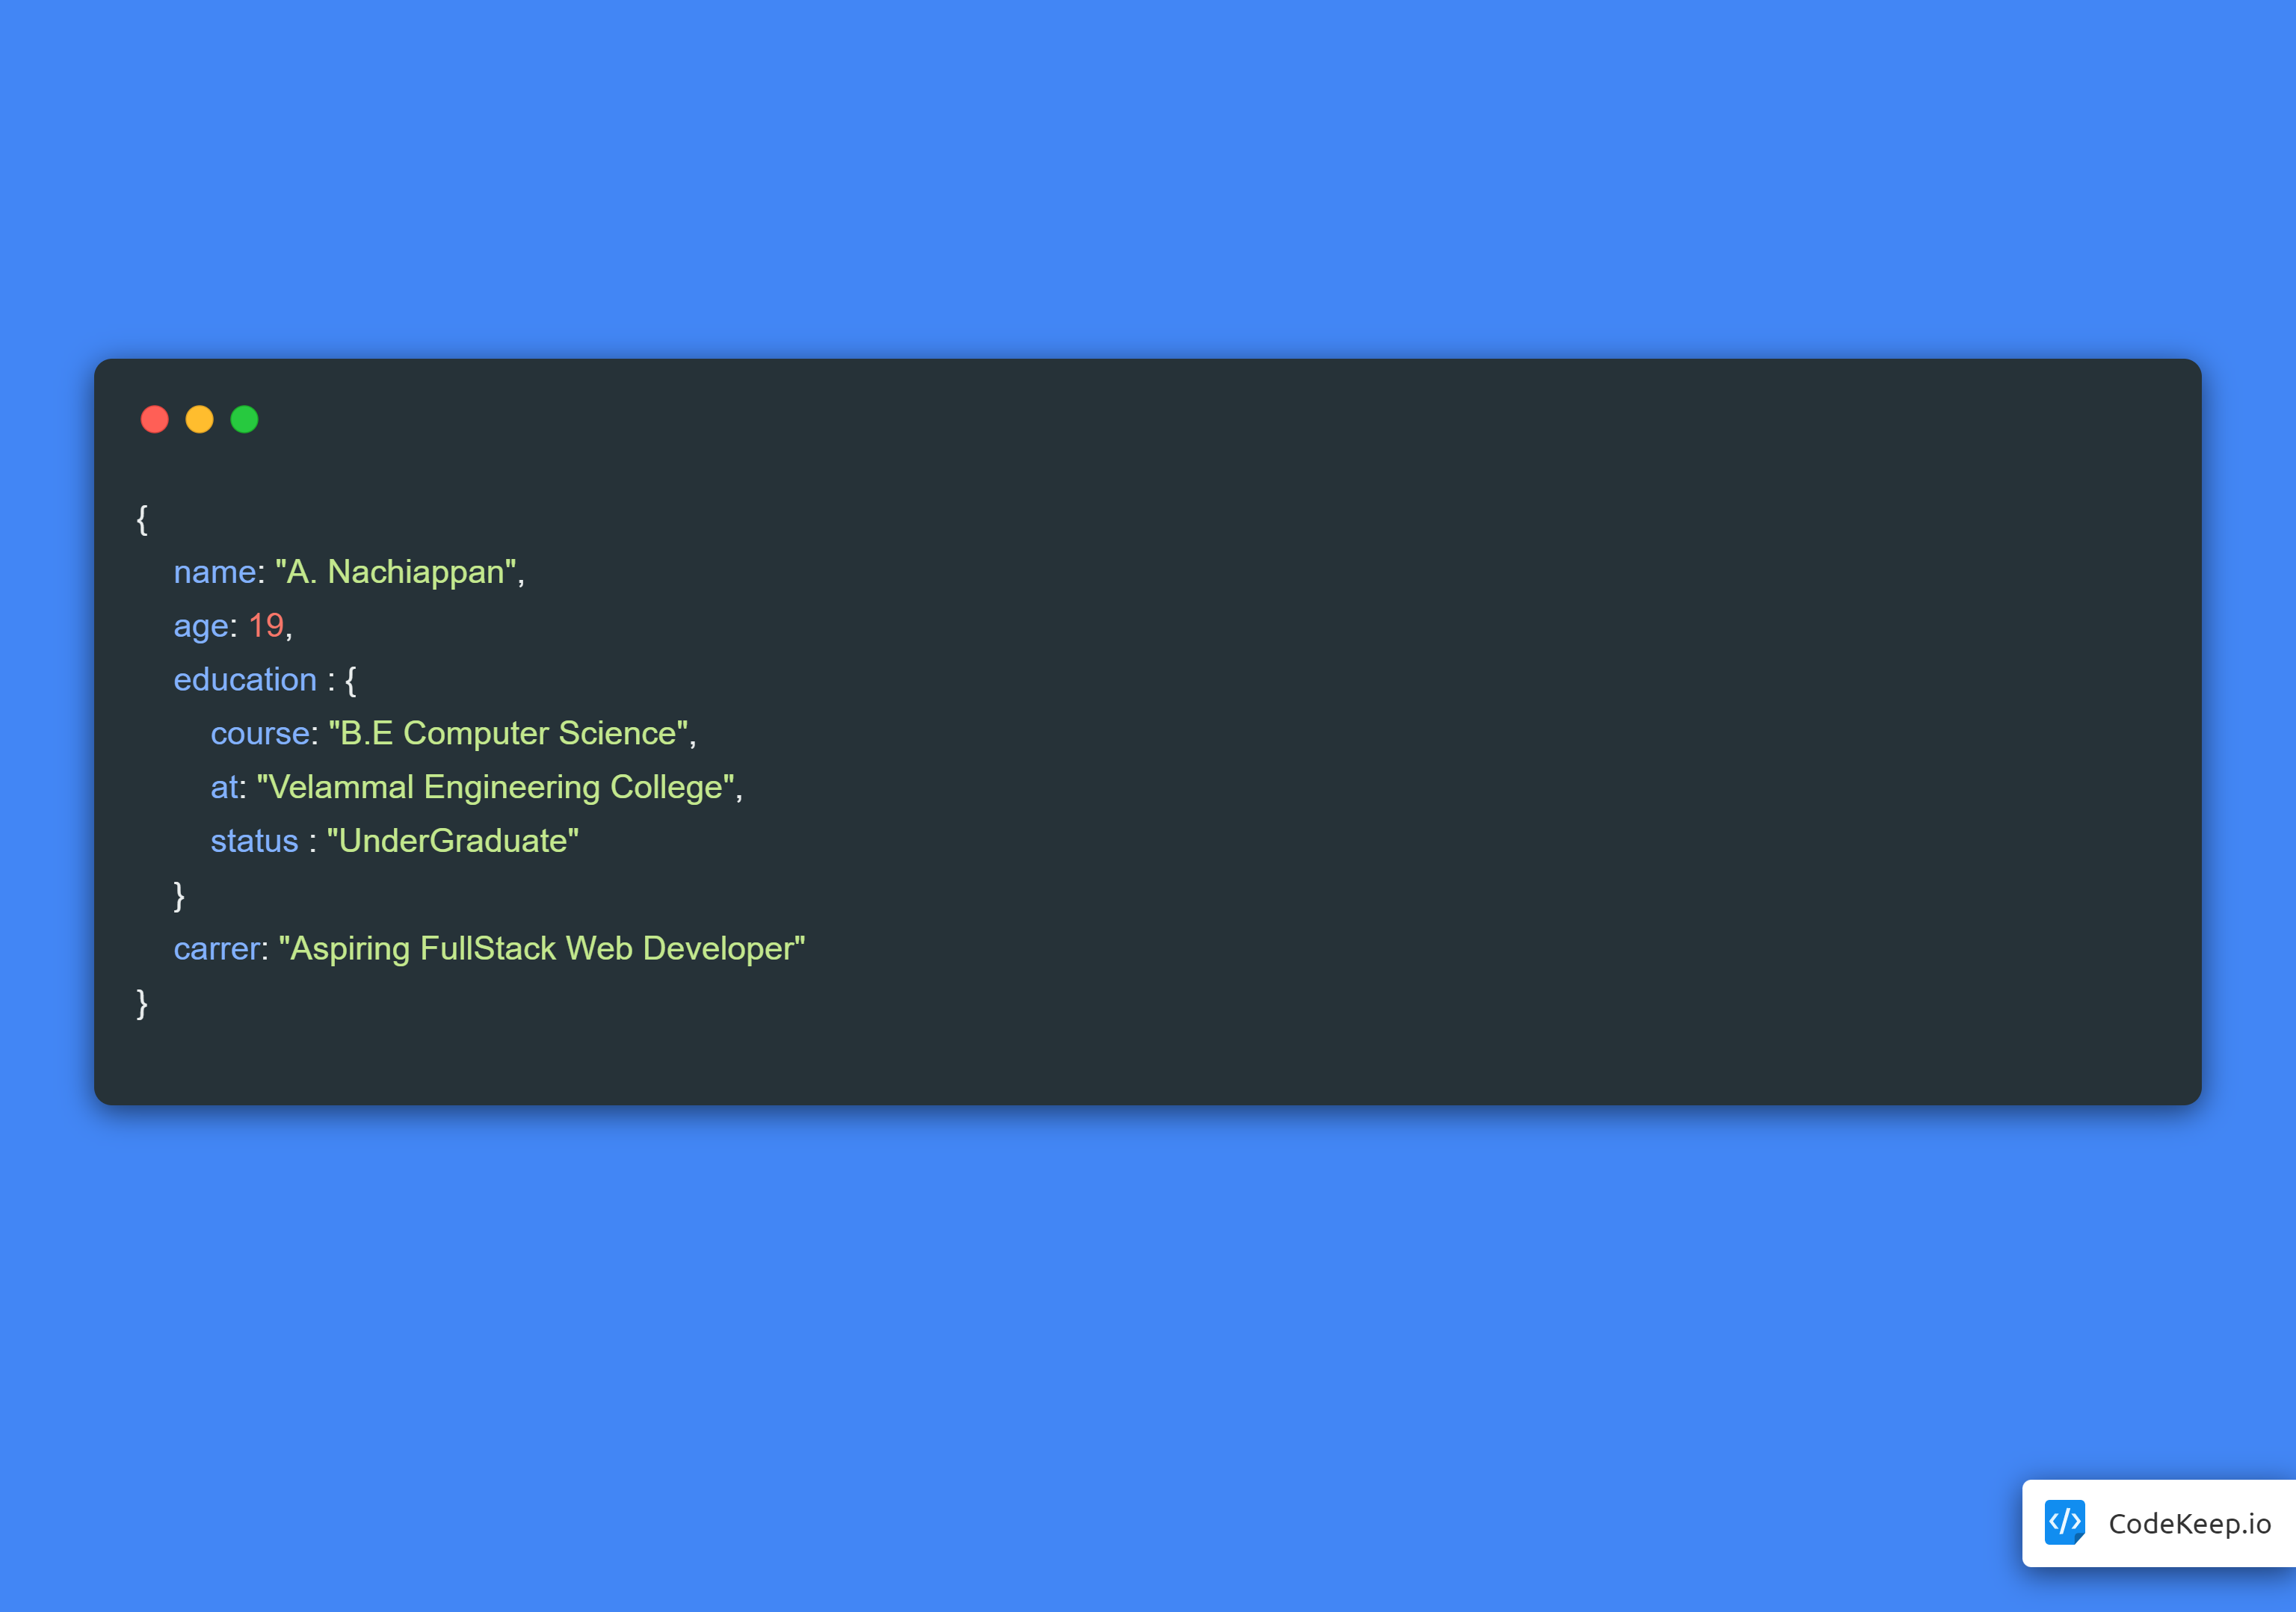 {
name: "A. Nachiappan",
age: 19,
education : {
course: "B.E Computer Science",
at: "Velammal Engineering College",
status : "UnderGraduate"
}
carrer: "Aspiring FullStack Web Developer"
}
</> CodeKeep.io